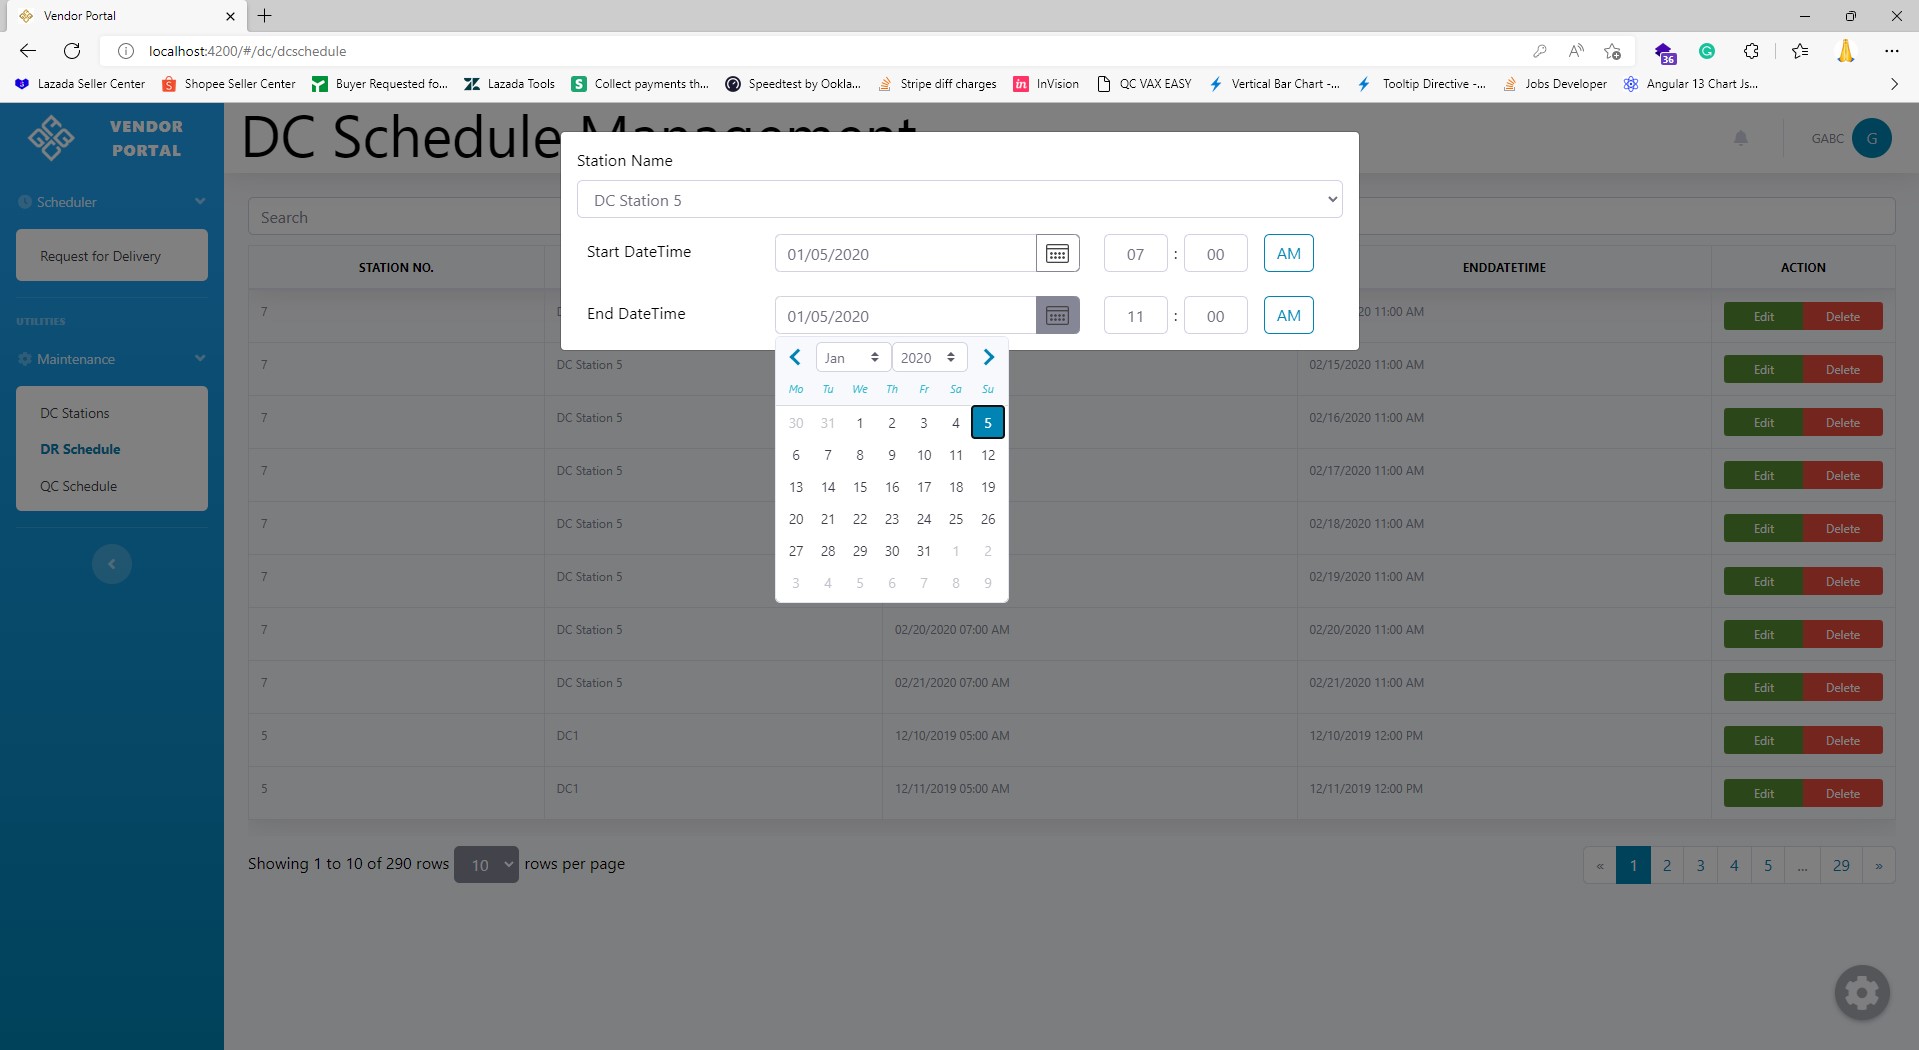 Vendor Portal
localhost:4200/#/dc/dcschedule
36
Lazada Seller Center
Shopee Seller Center
Buyer Requested fo...
Lazada Tools
Collect payments th...
Speedtest by Ookla...
Stripe diff charges
InVision
QC VAX EASY
Vertical Bar Chart -...
Tooltip Directive -...
Jobs Developer
Angular 13 Chart Js...
VENDOR
PORTAL
DC Schedule Management
GABC G
Scheduler
Request for Delivery
UTILITIES
Maintenance
DC Stations
DR Schedule
QC Schedule
Station Name
DC Station 5
Start DateTime 01/05/2020 07 : 00 AM
End DateTime 01/05/2020 11 : 00 AM
Jan 2020
Mo Tu We Th Fr Sa Su
30 31 1 2 3 4 5
6 7 8 9 10 11 12
13 14 15 16 17 18 19
20 21 22 23 24 25 26
27 28 29 30 31 1 2
3 4 5 6 7 8 9
Search
STATION NO. ENDDATETIME ACTION
7 20 11:00 AM Edit Delete
7 DC Station 5 02/15/2020 11:00 AM Edit Delete
7 DC Station 5 02/16/2020 11:00 AM Edit Delete
7 DC Station 5 02/17/2020 11:00 AM Edit Delete
7 DC Station 5 02/18/2020 11:00 AM Edit Delete
7 DC Station 5 02/19/2020 11:00 AM Edit Delete
7 DC Station 5 02/20/2020 07:00 AM 02/20/2020 11:00 AM Edit Delete
7 DC Station 5 02/21/2020 07:00 AM 02/21/2020 11:00 AM Edit Delete
5 DC1 12/10/2019 05:00 AM 12/10/2019 12:00 PM Edit Delete
5 DC1 12/11/2019 05:00 AM 12/11/2019 12:00 PM Edit Delete
Showing 1 to 10 of 290 rows 10 rows per page
« 1 2 3 4 5 ... 29 »